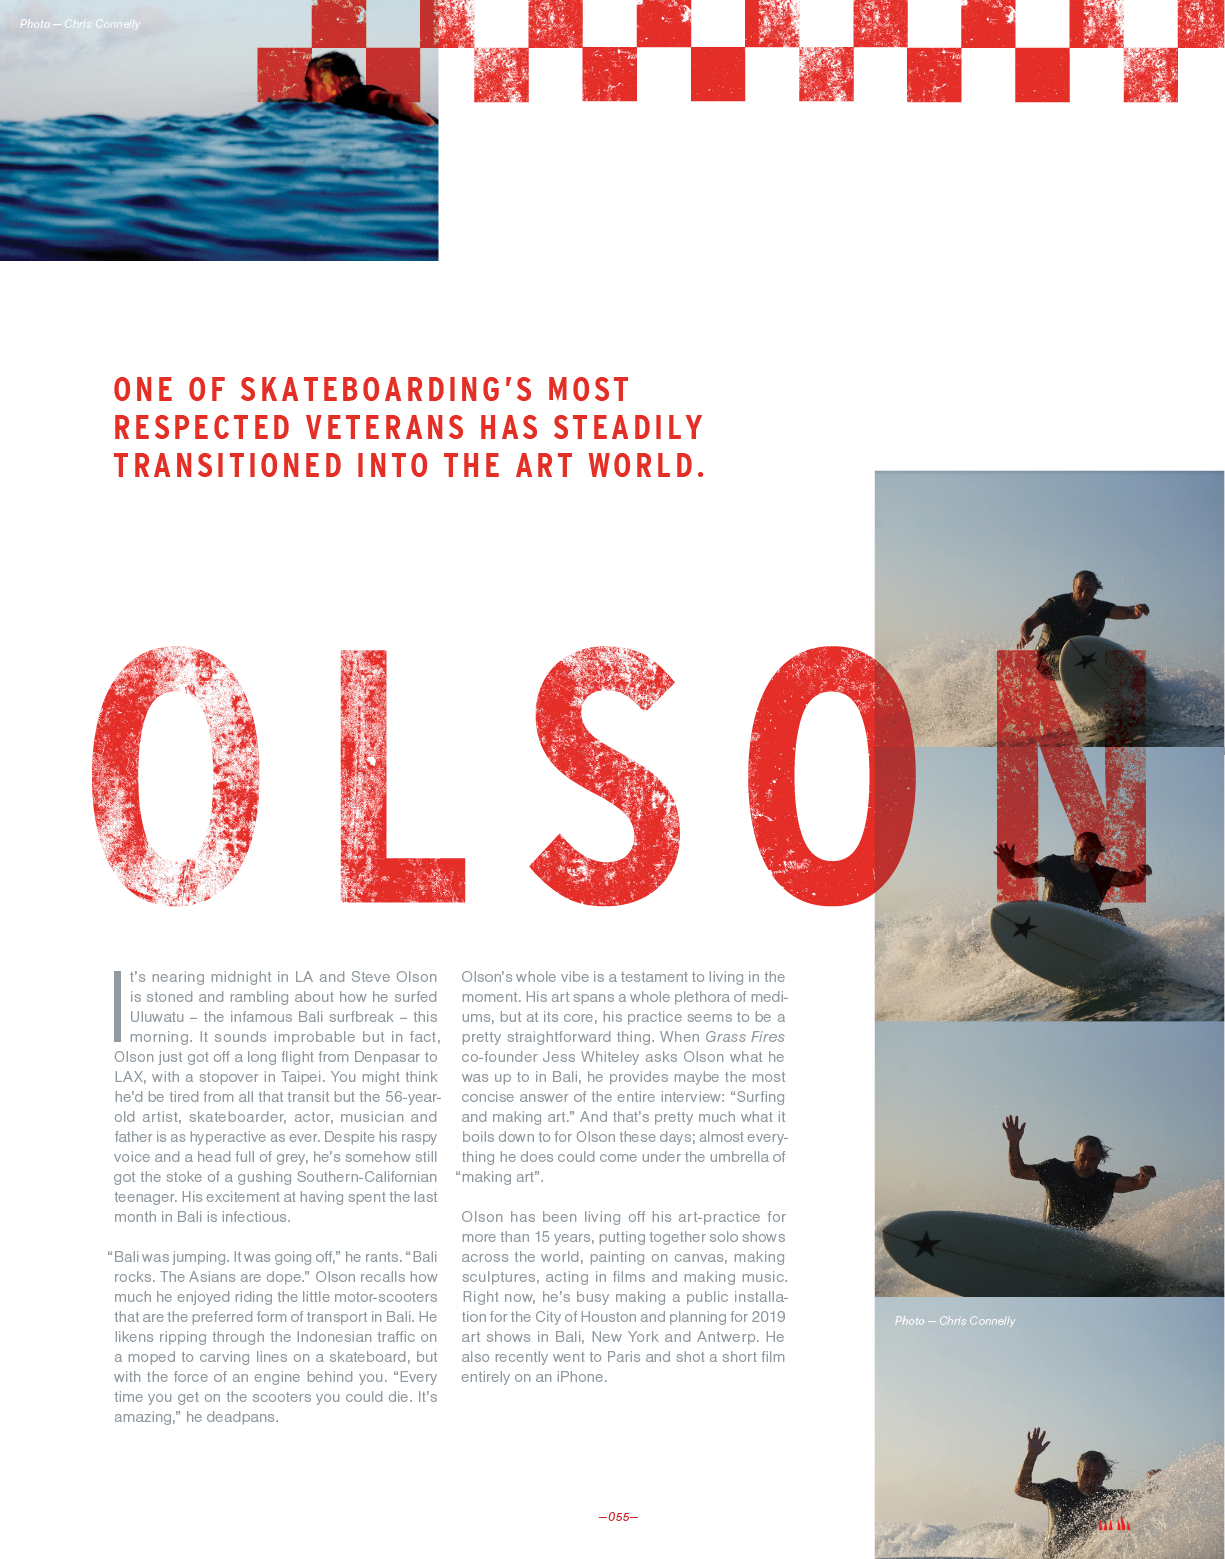 Photo — Chris Connelly
ONE OF SKATEBOARDING'S MOST
RESPECTED VETERANS HAS STEADILY
TRANSITIONED INTO THE ART WORLD.
OLSON
It's nearing midnight in LA and Steve Olson
is stoned and rambling about how he surfed
Uluwatu – the infamous Bali surfbreak – this
morning. It sounds improbable but in fact,
Olson just got off a long flight from Denpasar to
LAX, with a stopover in Taipei. You might think
he'd be tired from all that transit but the 56-year-
old artist, skateboarder, actor, musician and
father is as hyperactive as ever. Despite his raspy
voice and a head full of grey, he's somehow still
got the stoke of a gushing Southern-Californian
teenager. His excitement at having spent the last
month in Bali is infectious.
"Bali was jumping. It was going off," he rants. "Bali
rocks. The Asians are dope." Olson recalls how
much he enjoyed riding the little motor-scooters
that are the preferred form of transport in Bali. He
likens ripping through the Indonesian traffic on
a moped to carving lines on a skateboard, but
with the force of an engine behind you. "Every
time you get on the scooters you could die. It's
amazing," he deadpans.
Olson's whole vibe is a testament to living in the
moment. His art spans a whole plethora of medi-
ums, but at its core, his practice seems to be a
pretty straightforward thing. When Grass Fires
co-founder Jess Whiteley asks Olson what he
was up to in Bali, he provides maybe the most
concise answer of the entire interview: "Surfing
and making art." And that's pretty much what it
boils down to for Olson these days; almost every-
thing he does could come under the umbrella of
"making art".
Olson has been living off his art-practice for
more than 15 years, putting together solo shows
across the world, painting on canvas, making
sculptures, acting in films and making music.
Right now, he's busy making a public installa-
tion for the City of Houston and planning for 2019
art shows in Bali, New York and Antwerp. He
also recently went to Paris and shot a short film
entirely on an iPhone.
Photo — Chris Connelly
—055—